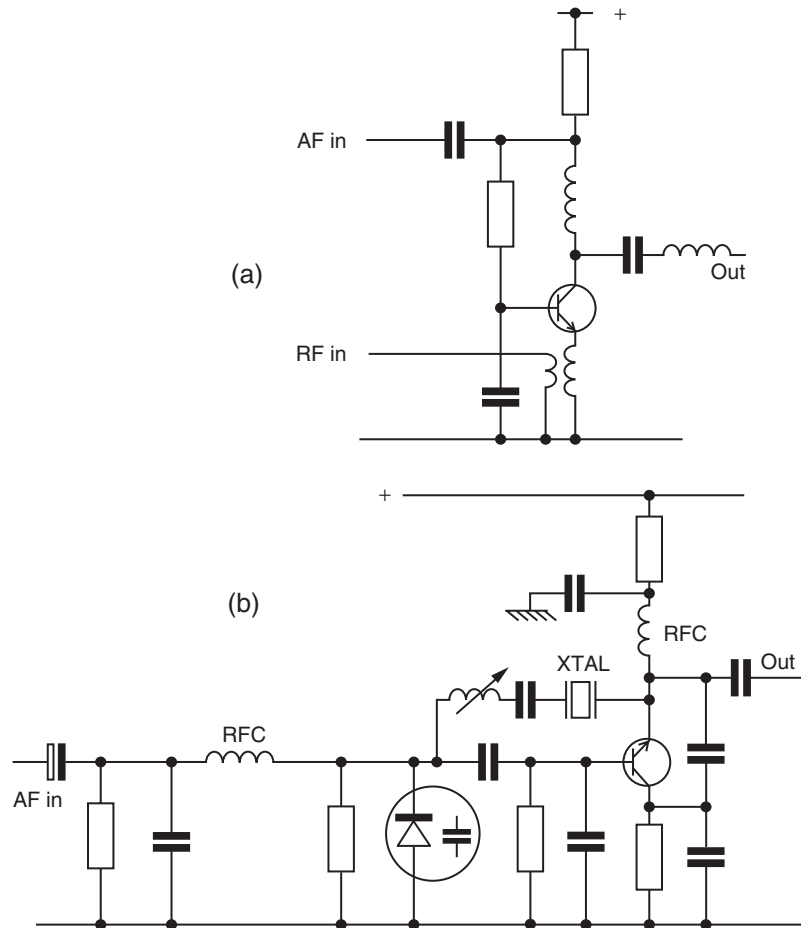 +
AF in
(a)
Out
RF in
+
(b)
RFC
XTAL
Out
RFC
AF in